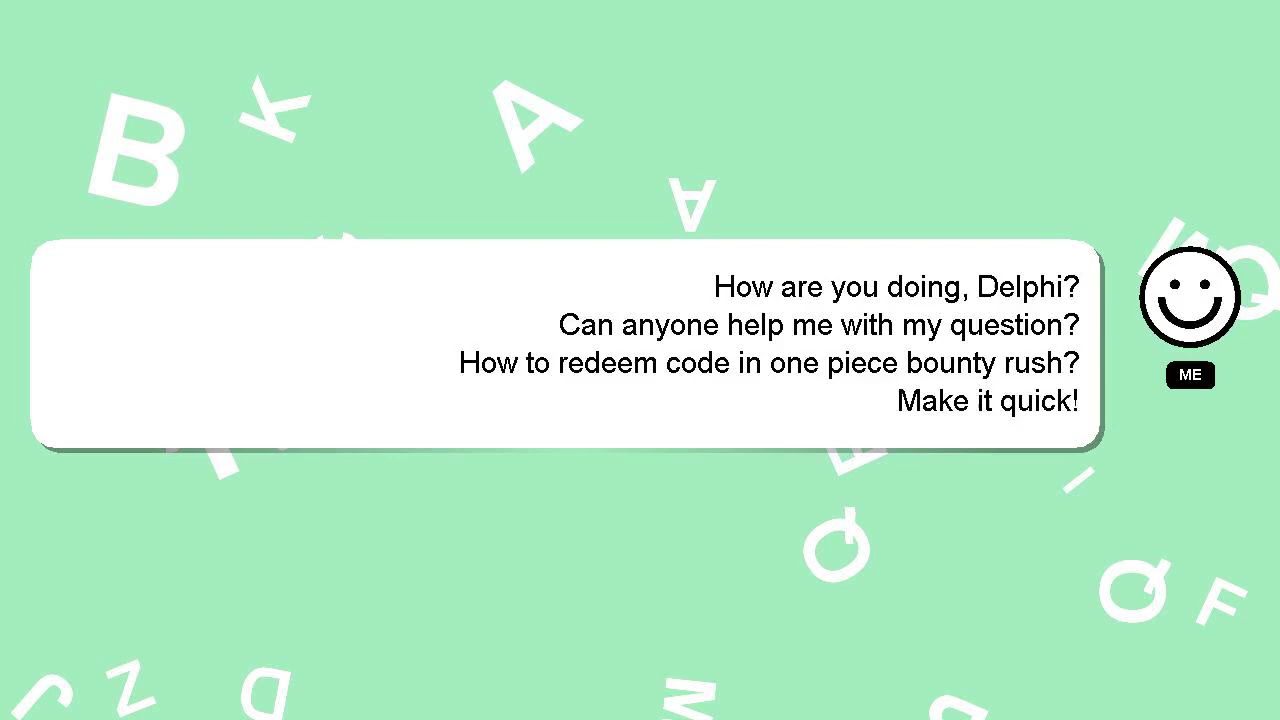 B
K
A
A
M
Q
How are you doing, Delphi?
Can anyone help me with my question?
How to redeem code in one piece bounty rush?
Make it quick!
ME
E
I
Q
Q
F
J
Z
D
M